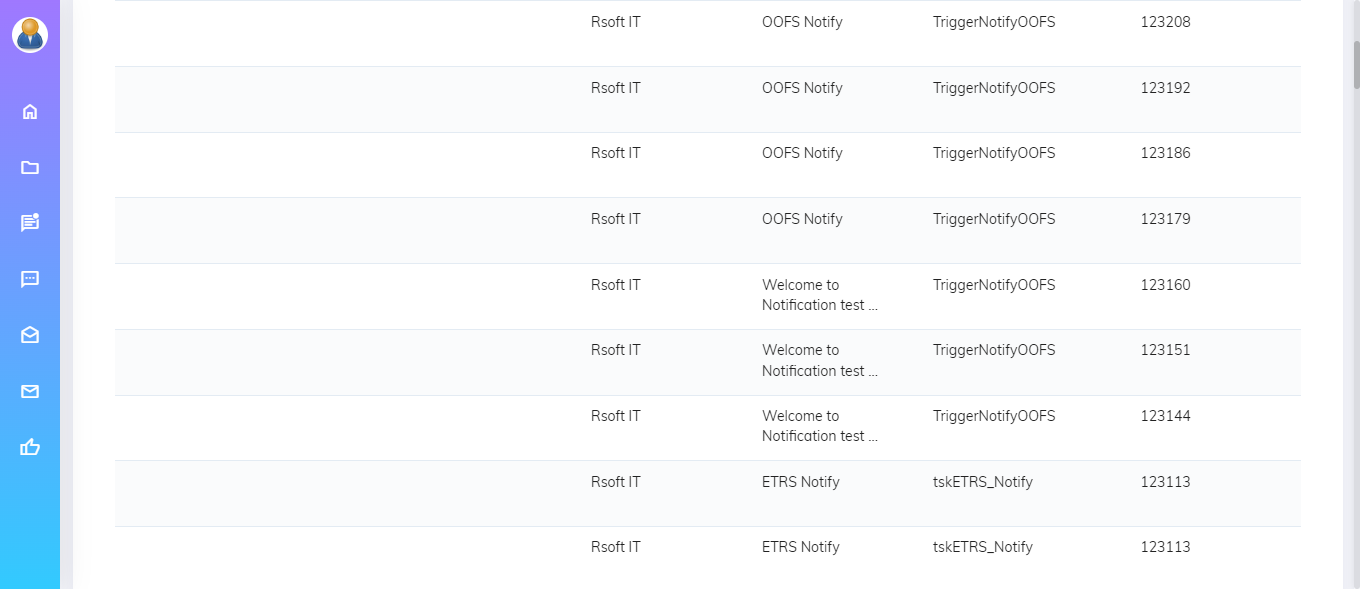 Rsoft IT OOFS Notify TriggerNotifyOOFS 123208
Rsoft IT OOFS Notify TriggerNotifyOOFS 123192
Rsoft IT OOFS Notify TriggerNotifyOOFS 123186
Rsoft IT OOFS Notify TriggerNotifyOOFS 123179
Rsoft IT Welcome to TriggerNotifyOOFS 123160
Notification test ...
Rsoft IT Welcome to TriggerNotifyOOFS 123151
Notification test ...
Rsoft IT Welcome to TriggerNotifyOOFS 123144
Notification test ...
Rsoft IT ETRS Notify tskETRS_Notify 123113
Rsoft IT ETRS Notify tskETRS_Notify 123113